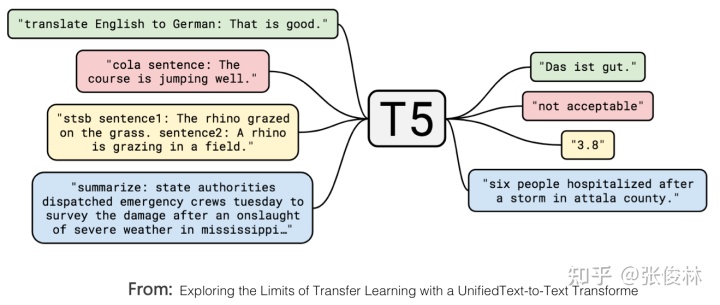 "translate English to German: That is good."
"cola sentence: The
course is jumping well."
"stsb sentence1: The rhino grazed
on the grass. sentence2: A rhino
is grazing in a field."
"summarize: state authorities
dispatched emergency crews tuesday to
survey the damage after an onslaught
of severe weather in mississippi…"
T5
"Das ist gut."
"not acceptable"
"3.8"
"six people hospitalized after
a storm in attala county."
知乎 @张俊林
From: Exploring the Limits of Transfer Learning with a UnifiedText-to-Text Transforme